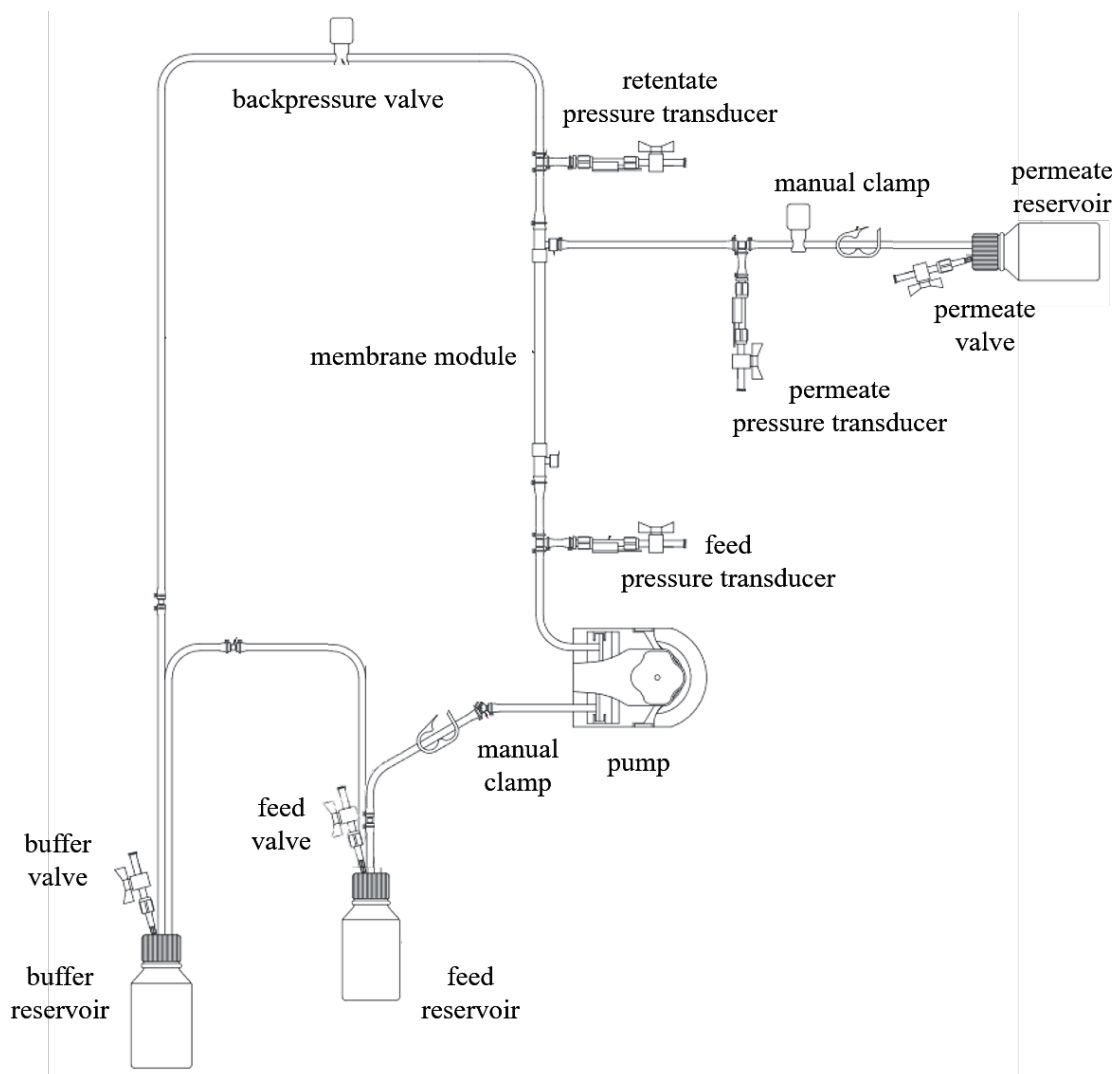 backpressure valve
retentate
pressure transducer
manual clamp
permeate
reservoir
permeate
valve
membrane module
permeate
pressure transducer
feed
pressure transducer
manual
clamp
pump
feed
valve
buffer
valve
buffer
reservoir
feed
reservoir